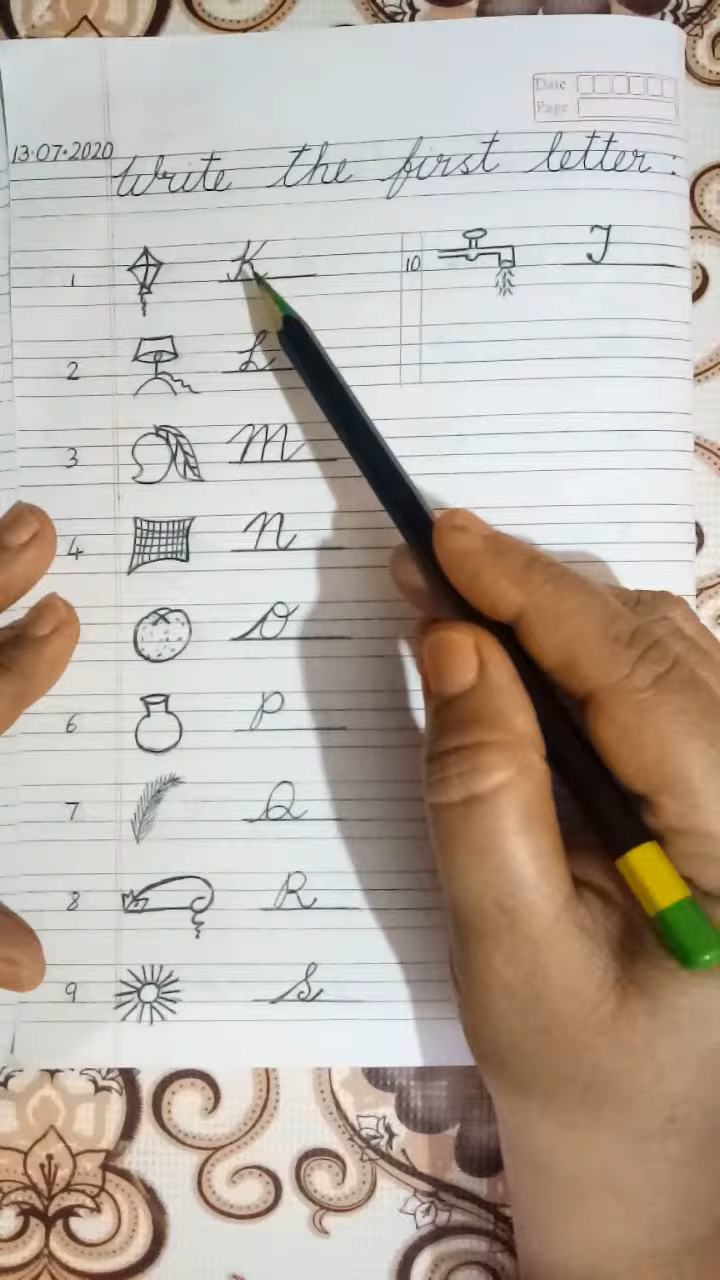 Date
Page
13.07.2020
Write the first letter:
1 K
2 L
3 M
4 N
O
6 P
7 Q
8 R
9 S
10 T